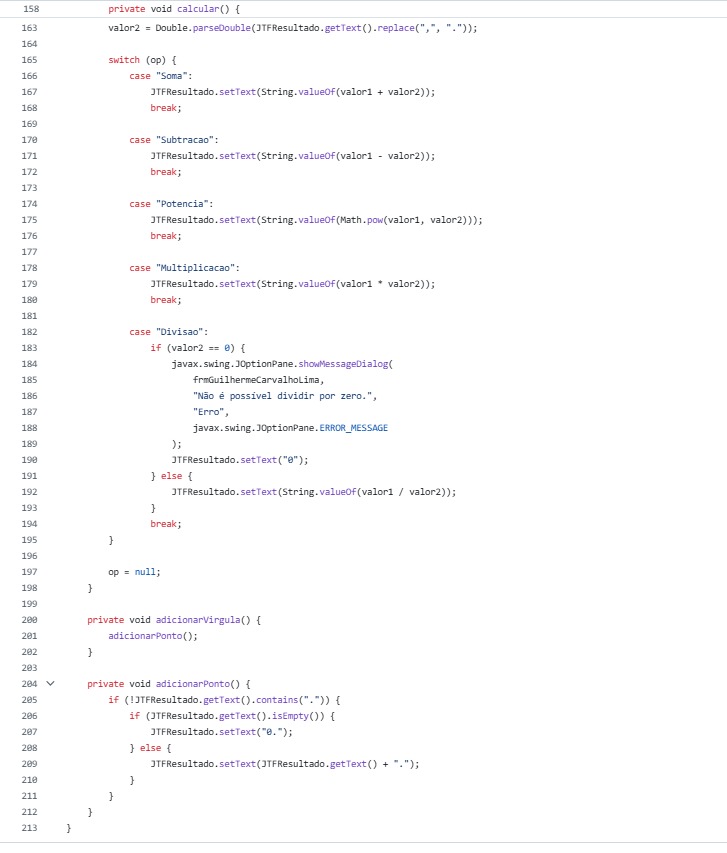 158 private void calcular() {
163 valor2 = Double.parseDouble(JTFResultado.getText().replace(",", "."));
164
165 switch (op) {
166 case "Soma":
167 JTFResultado.setText(String.valueOf(valor1 + valor2));
168 break;
169
170 case "Subtracao":
171 JTFResultado.setText(String.valueOf(valor1 - valor2));
172 break;
173
174 case "Potencia":
175 JTFResultado.setText(String.valueOf(Math.pow(valor1, valor2)));
176 break;
177
178 case "Multiplicacao":
179 JTFResultado.setText(String.valueOf(valor1 * valor2));
180 break;
181
182 case "Divisao":
183 if (valor2 == 0) {
184 javax.swing.JOptionPane.showMessageDialog(
185 frmGuilhermeCarvalhoLima,
186 "Não é possível dividir por zero.",
187 "Erro",
188 javax.swing.JOptionPane.ERROR_MESSAGE
189 );
190 JTFResultado.setText("0");
191 } else {
192 JTFResultado.setText(String.valueOf(valor1 / valor2));
193 }
194 break;
195 }
196
197 op = null;
198 }
199
200 private void adicionarVirgula() {
201 adicionarPonto();
202 }
203
204 private void adicionarPonto() {
205 if (!JTFResultado.getText().contains(".")) {
206 if (JTFResultado.getText().isEmpty()) {
207 JTFResultado.setText("0.");
208 } else {
209 JTFResultado.setText(JTFResultado.getText() + ".");
210 }
211 }
212 }
213 }